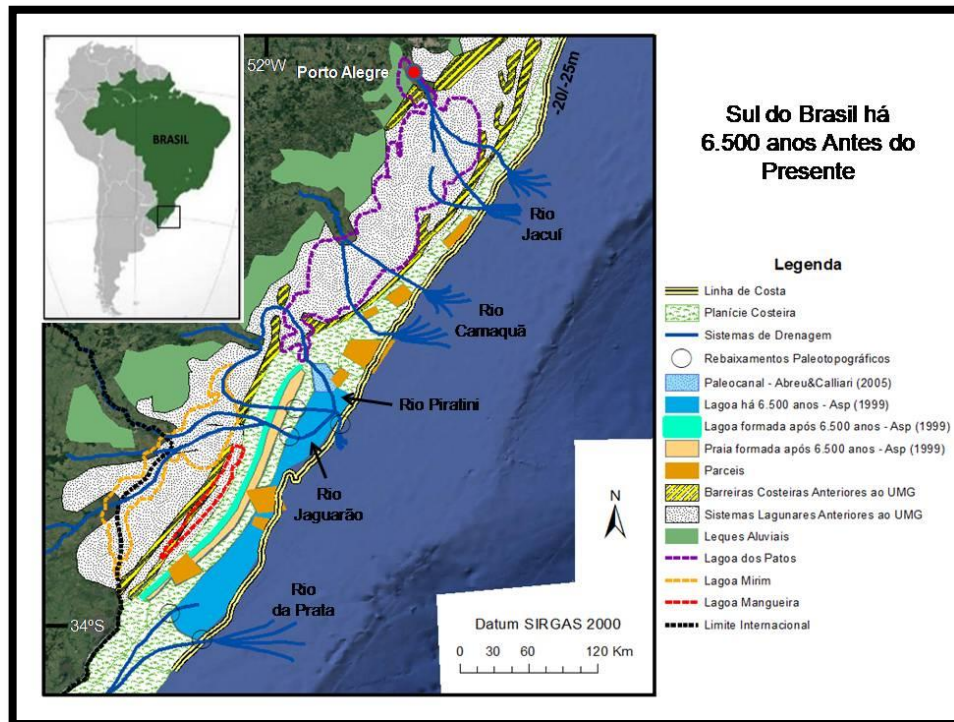 BRASIL
52ºW
Porto Alegre
-20/-25m
Rio
Jacuí
Rio
Camaquã
Rio Piratini
Rio
Jaguarão
Rio
da Prata
34ºS
N
Datum SIRGAS 2000
0 30 60 120 Km
Sul do Brasil há
6.500 anos Antes do
Presente
Legenda
Linha de Costa
Planície Costeira
Sistemas de Drenagem
Rebaixamentos Paleotopográficos
Paleocanal - Abreu&Calliari (2005)
Lagoa há 6.500 anos - Asp (1999)
Lagoa formada após 6.500 anos - Asp (1999)
Praia formada após 6.500 anos - Asp (1999)
Parceis
Barreiras Costeiras Anteriores ao UMG
Sistemas Lagunares Anteriores ao UMG
Leques Aluviais
Lagoa dos Patos
Lagoa Mirim
Lagoa Mangueira
Limite Internacional